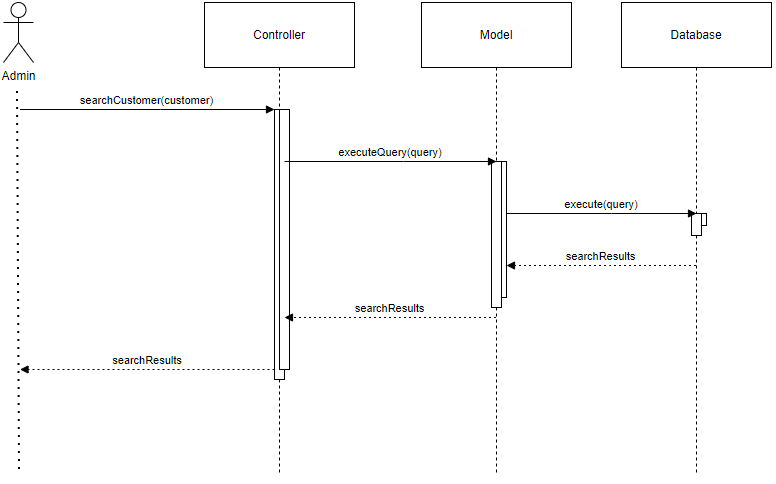 Controller
Model
Database
Admin
searchCustomer(customer)
executeQuery(query)
execute(query)
searchResults
searchResults
searchResults